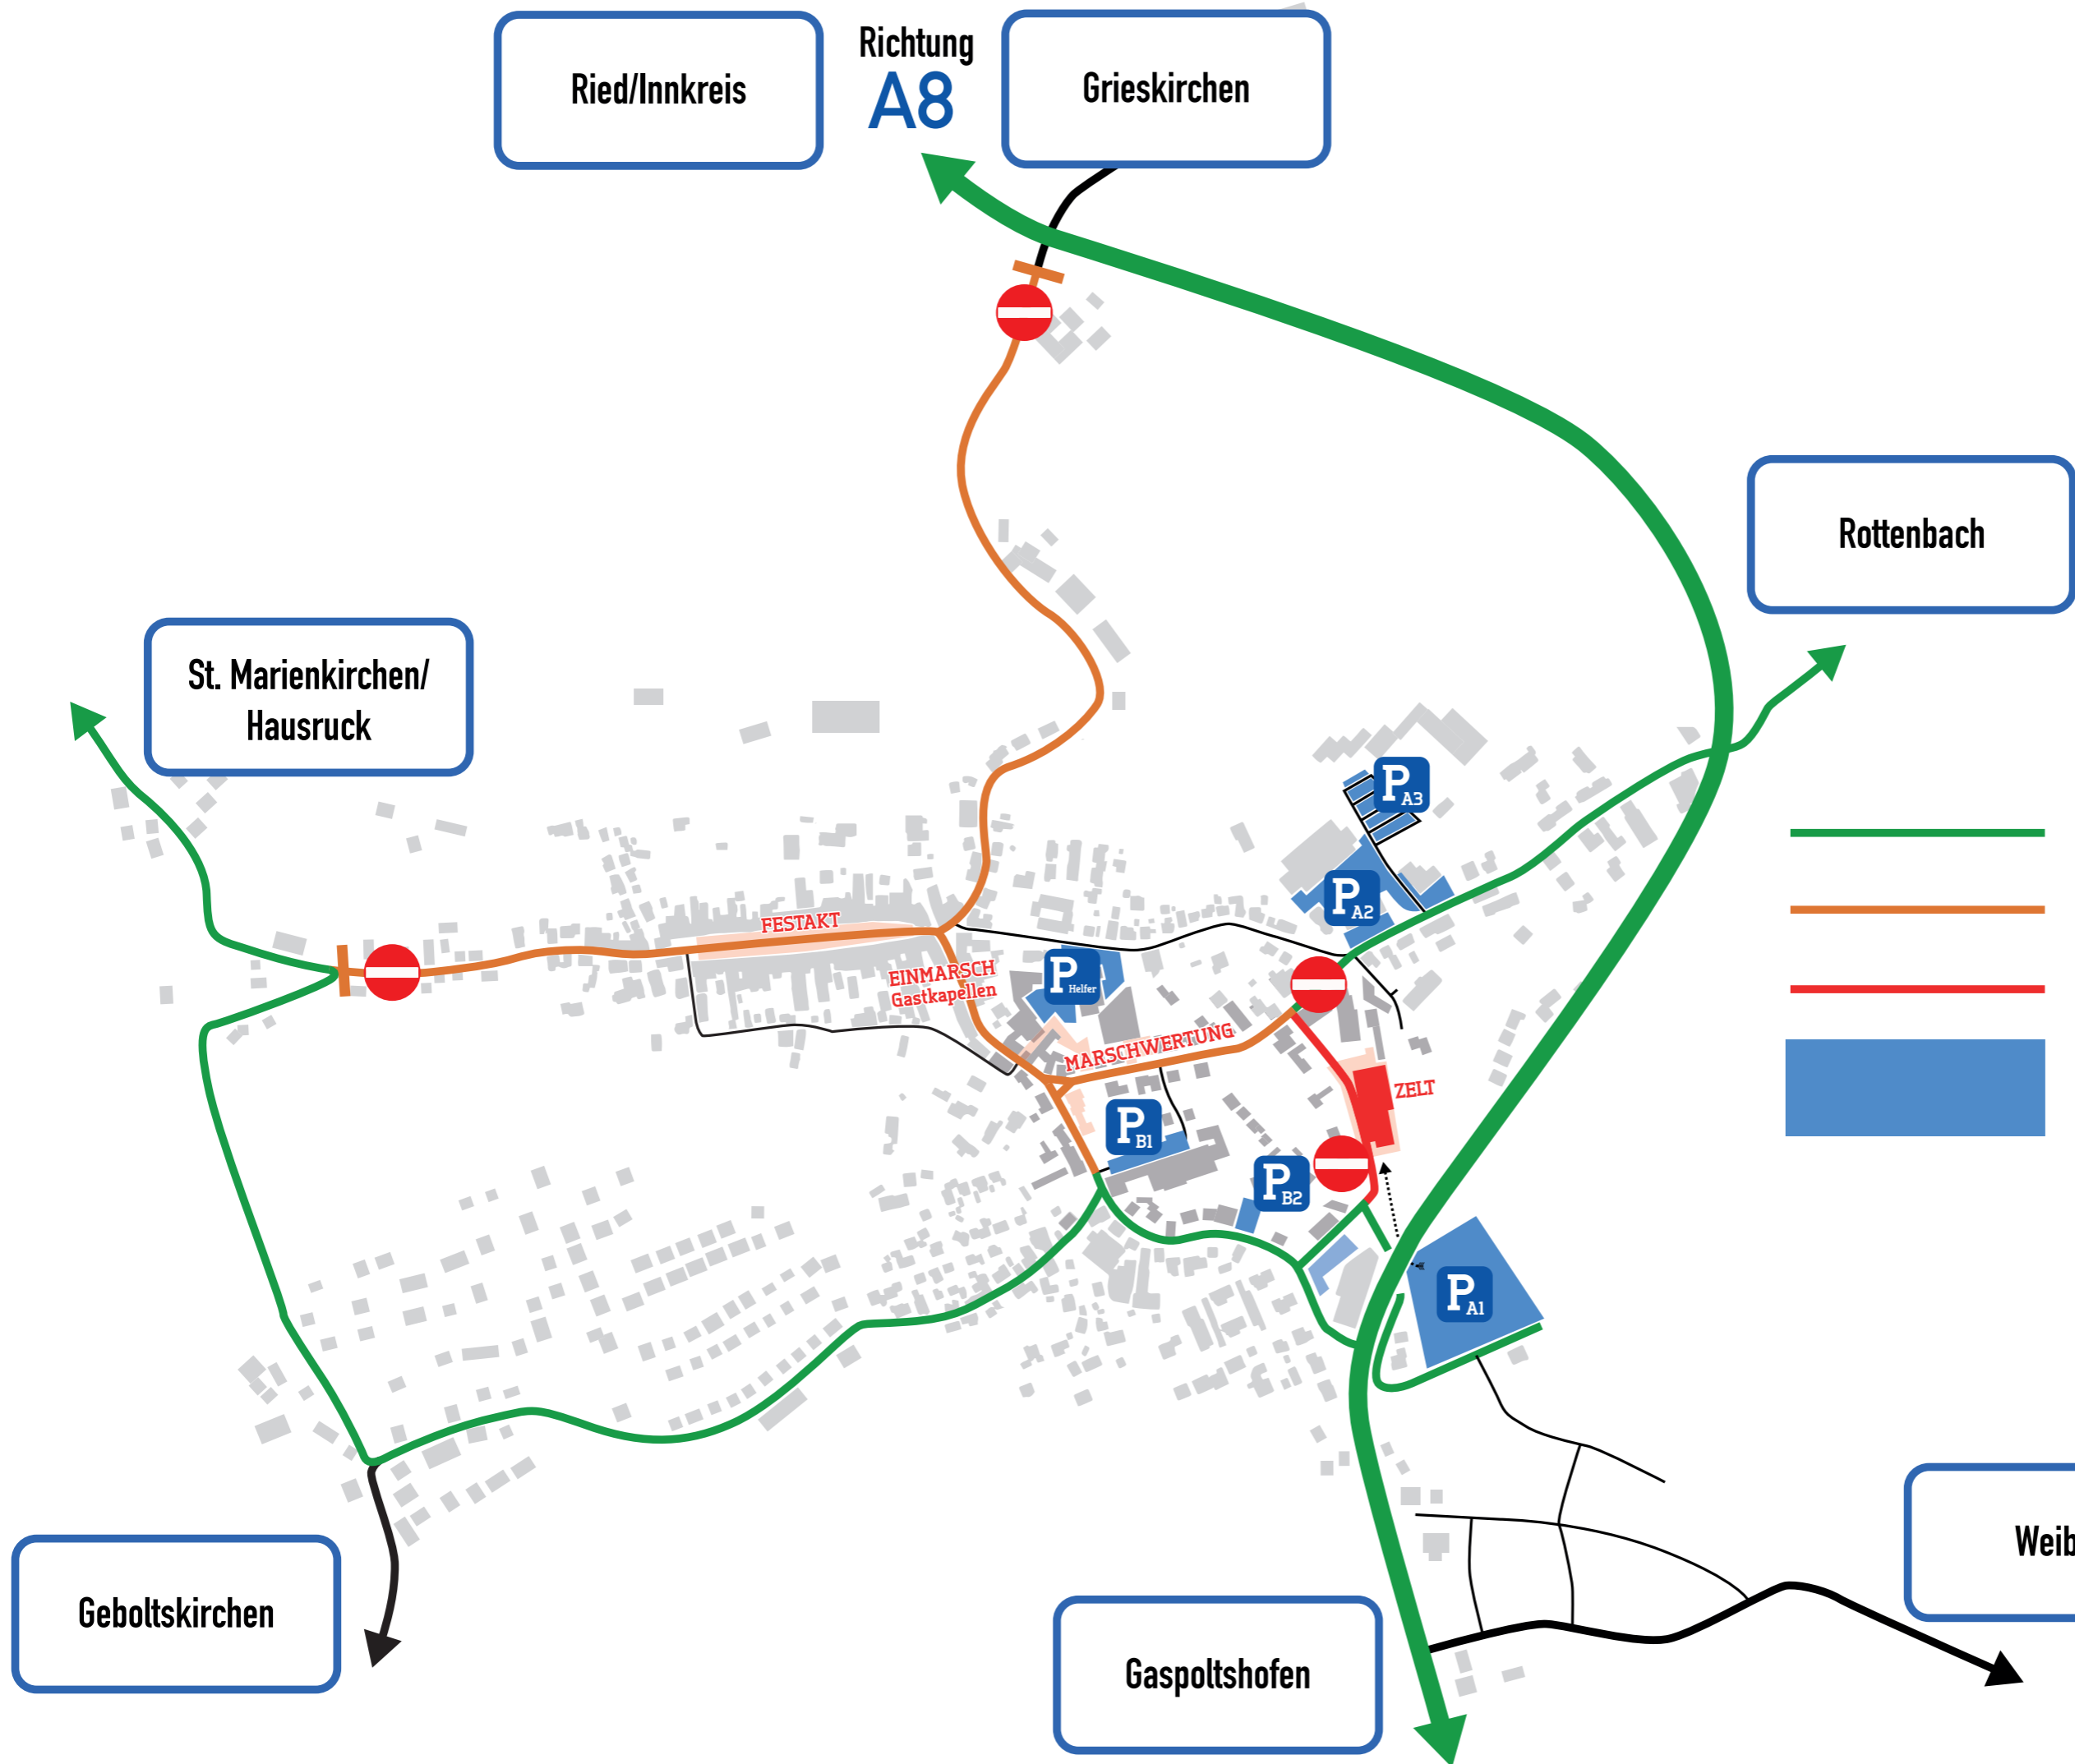 Richtung
A8
Ried/Innkreis
Grieskirchen
Rottenbach
St. Marienkirchen/
Hausruck
P A3
P A2
FESTAKT
EINMARSCH
Gastkapellen
P Helfer
MARSCHWERTUNG
ZELT
P B1
P B2
P A1
Weib
Geboltskirchen
Gaspoltshofen